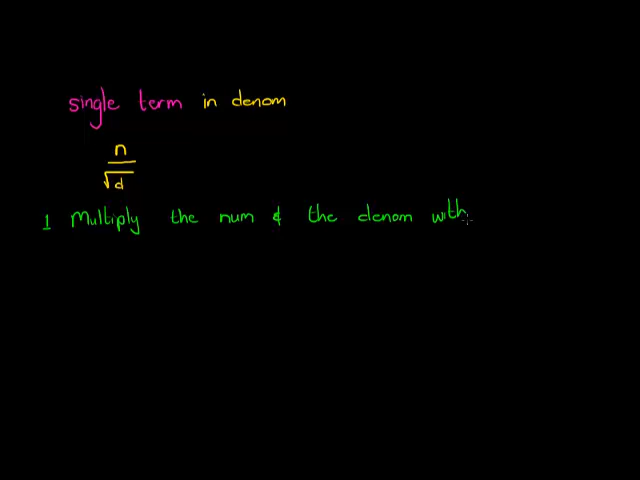 single term in denom
n
√d
1 Multiply the num & the denom with